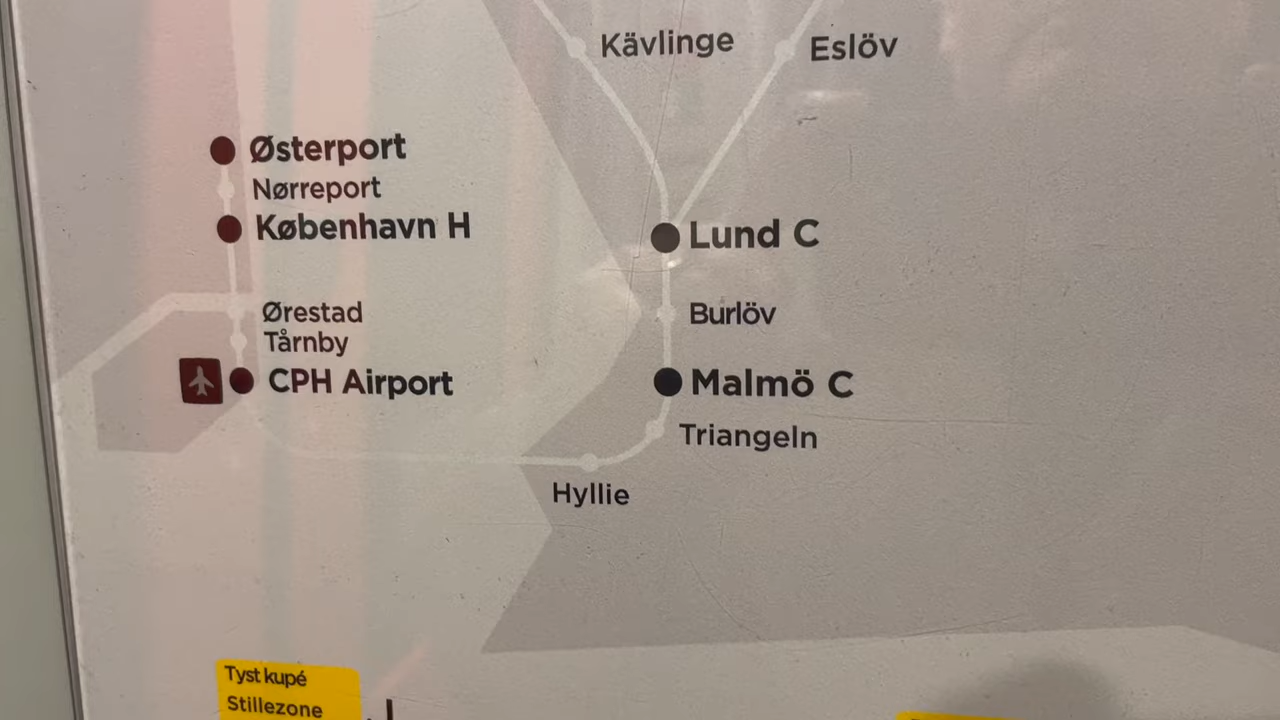 Kävlinge
Eslöv
Østerport
Nørreport
København H
Lund C
Ørestad
Burlöv
Tårnby
CPH Airport
Malmö C
Triangeln
Hyllie
Tyst kupé
Stillezone